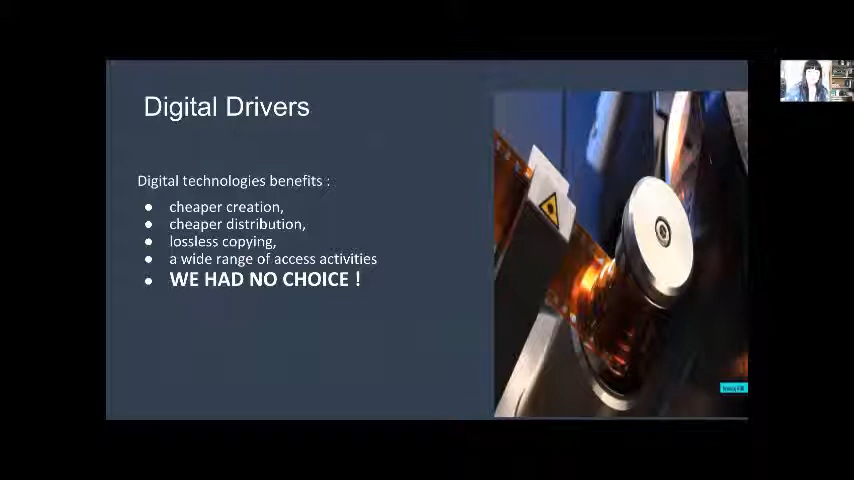 Digital Drivers
Digital technologies benefits :
● cheaper creation,
● cheaper distribution,
● lossless copying,
● a wide range of access activities
● WE HAD NO CHOICE !